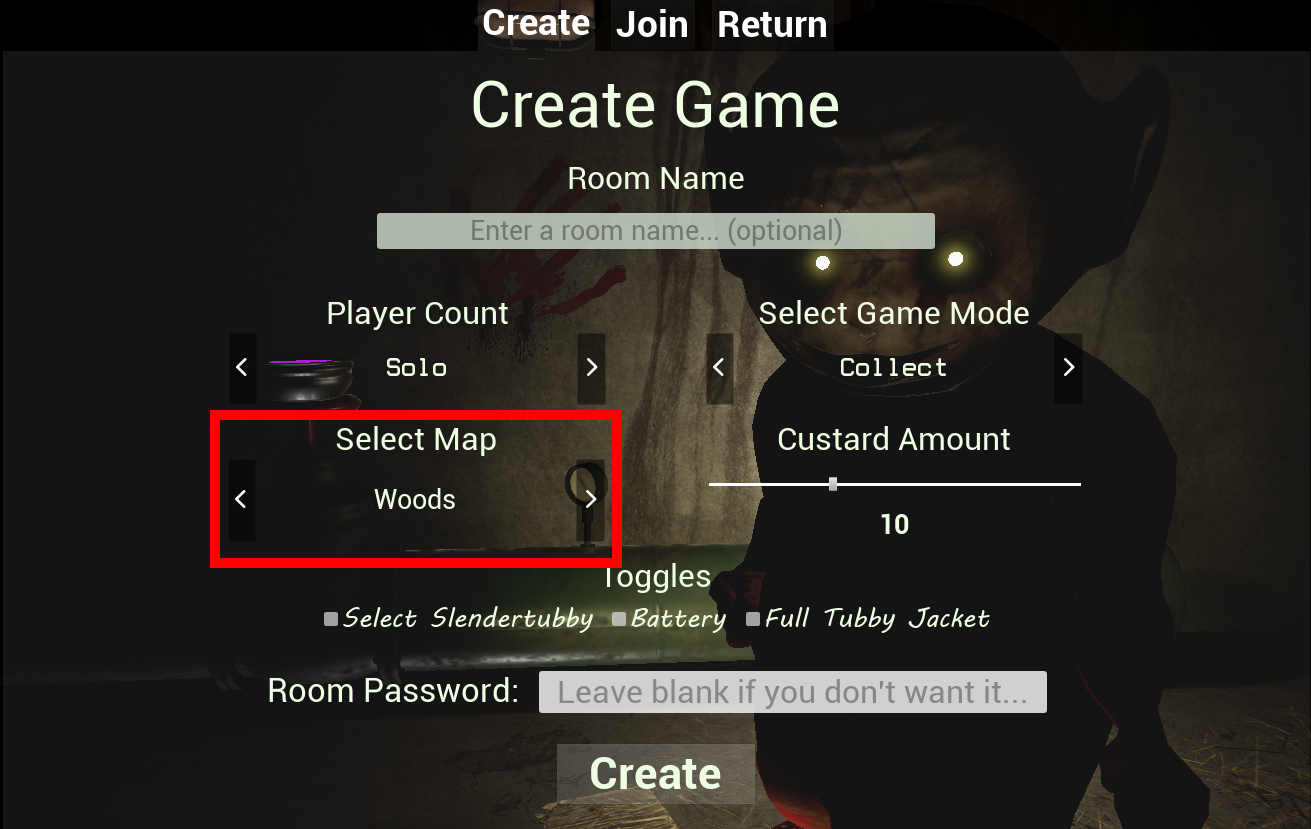 Create Join Return
Create Game
Room Name
Enter a room name... (optional)
Player Count
Select Game Mode
< Solo >
< Collect >
Select Map
Custard Amount
< Woods >
10
Toggles
Select Slendertubby Battery Full Tubby Jacket
Room Password: Leave blank if you don't want it...
Create